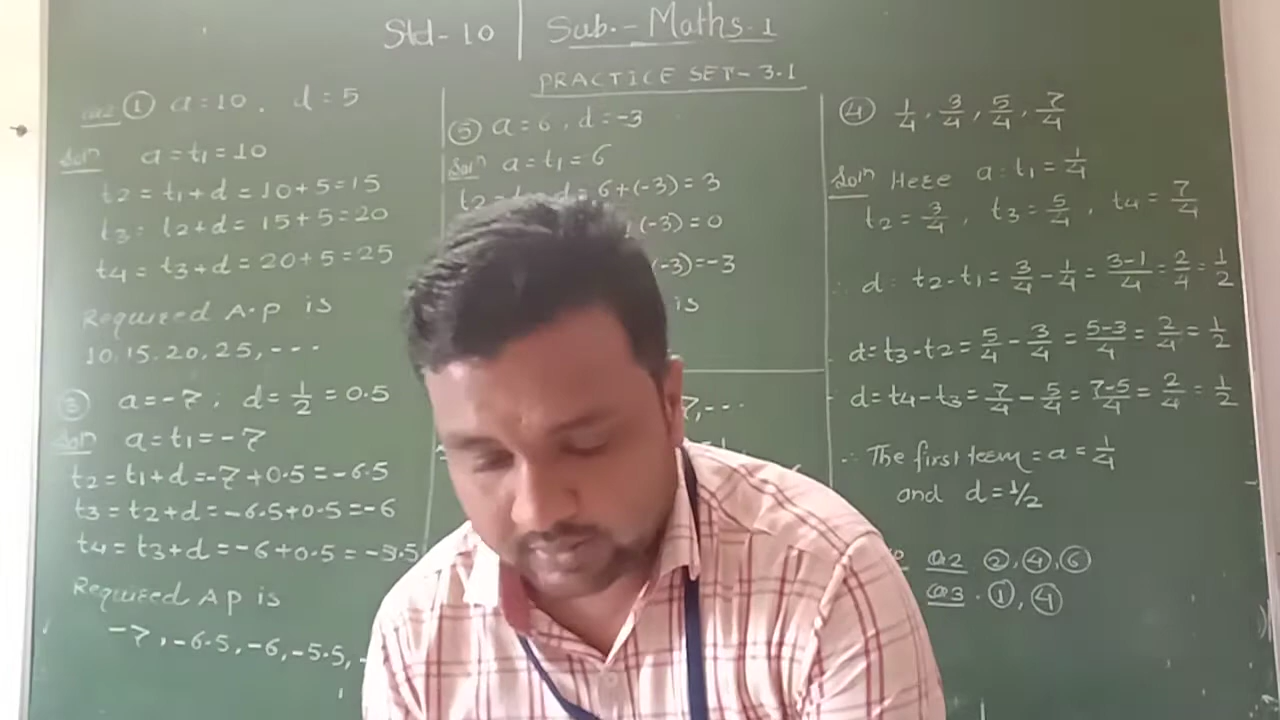 Std-10 | Sub.- Maths.1
PRACTICE SET-3.1
Q2 ① a=10, d=5
Solⁿ a=t₁=10
t₂=t₁+d=10+5=15
t₃=t₂+d=15+5=20
t₄=t₃+d=20+5=25
Required A.P is
10,15,20,25,---
③ a=-7, d=1/2=0.5
Solⁿ a=t₁=-7
t₂=t₁+d=-7+0.5=-6.5
t₃=t₂+d=-6.5+0.5=-6
t₄=t₃+d=-6+0.5=-5.5
Required A P is
-7,-6.5,-6,-5.5,-
⑤ a=6, d=-3
Solⁿ a=t₁=6
t₂= 6+(-3)=3
(-3)=0
(-3)=-3
is
7,---
④ 1/4, 3/4, 5/4, 7/4
Solⁿ Here a=t₁=1/4
t₂=3/4, t₃=5/4, t₄=7/4
∴ d=t₂-t₁=3/4-1/4=3-1/4=2/4=1/2
d=t₃-t₂=5/4-3/4=5-3/4=2/4=1/2
d=t₄-t₃=7/4-5/4=7-5/4=2/4=1/2
∴ The first term=a=1/4
and d=1/2
Q2 ②,④,⑥
Q3. ①,④